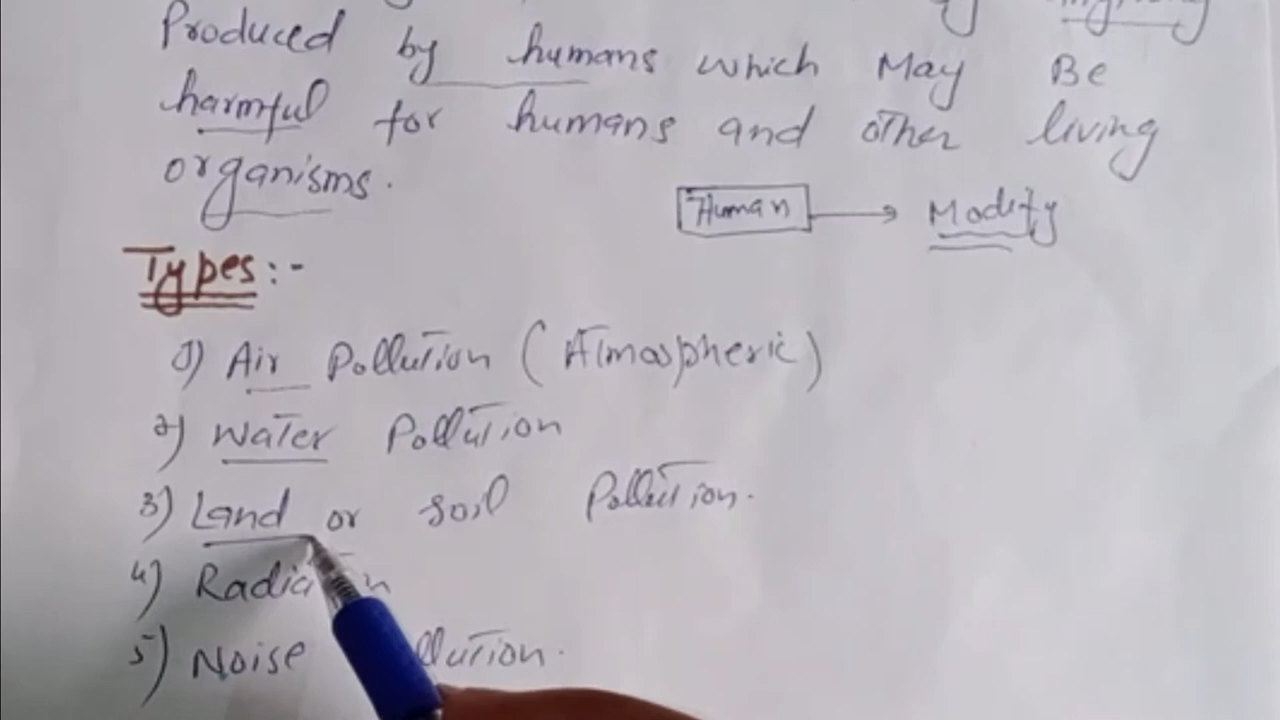 Produced by humans which May Be
harmful for humans and other living
organisms.
Human → Modify
Types:-
1) Air Pollution (Atmospheric)
2) Water Pollution
3) Land or soil Pollution.
4)
5) Noise